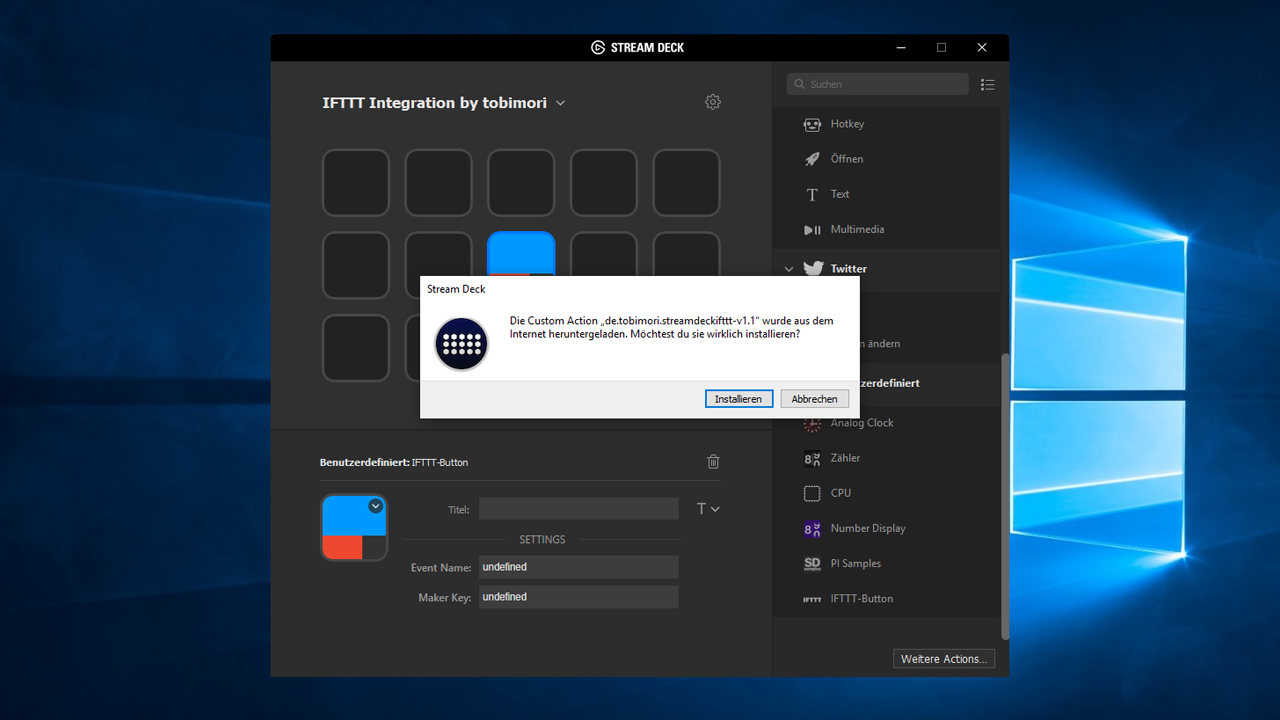 STREAM DECK
IFTTT Integration by tobimori
Suchen
Hotkey
Öffnen
Text
Multimedia
Twitter
Stream Deck
Die Custom Action „de.tobimori.streamdeckifttt-v1.1“ wurde aus dem
Internet heruntergeladen. Möchtest du sie wirklich installieren?
Installieren
Abbrechen
ändern
Analog Clock
Zähler
CPU
Number Display
SD
PI Samples
IFTTT
IFTTT-Button
Weitere Actions...
Benutzerdefiniert: IFTTT-Button
Titel:
T
SETTINGS
Event Name:
undefined
Maker Key:
undefined